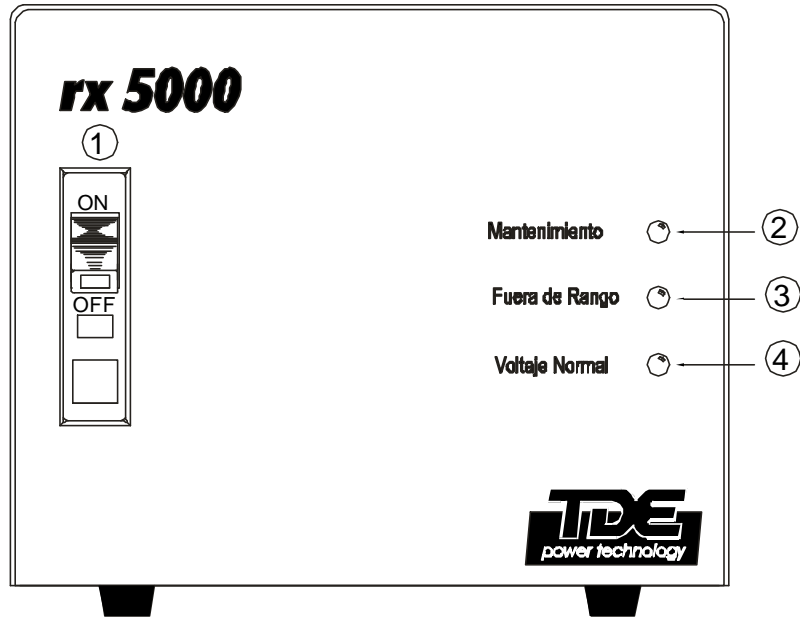 rx 5000
1
ON
OFF
Mantenimiento
2
Fuera de Rango
3
Voltaje Normal
4
TDE
power technology